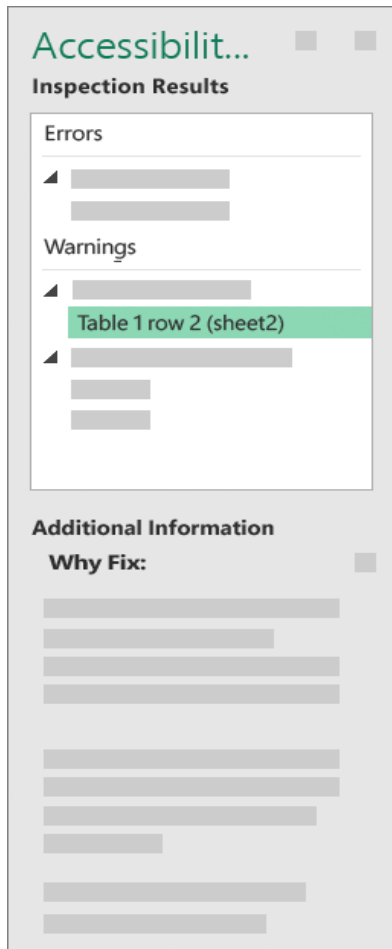 Accessibilit...
Inspection Results
Errors
Warnings
Table 1 row 2 (sheet2)
Additional Information
Why Fix: